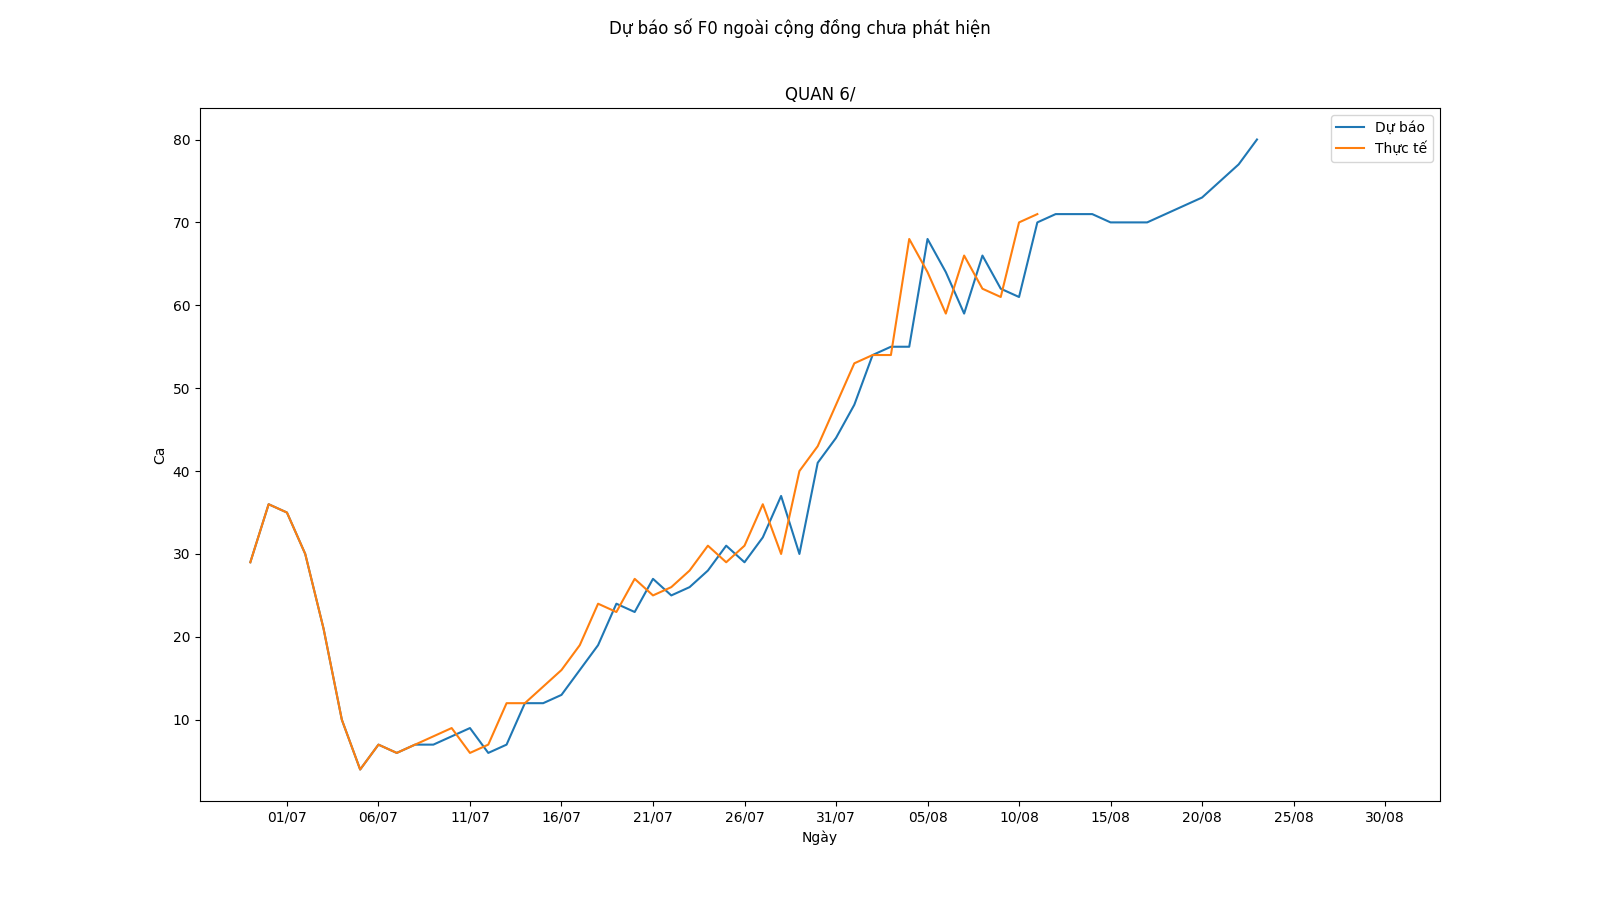 Dự báo số F0 ngoài cộng đồng chưa phát hiện
QUAN 6/
Dự báo
Thực tế
80
70
60
50
40
30
20
10
Ca
01/07 06/07 11/07 16/07 21/07 26/07 31/07 05/08 10/08 15/08 20/08 25/08 30/08
Ngày